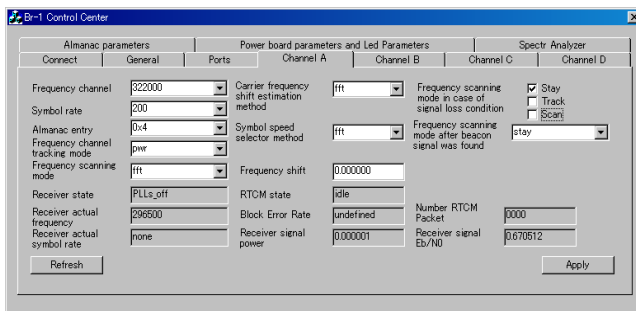 Br-1 Control Center
Almanac parameters Power board parameters and Led Parameters Spectr Analyzer
Connect General Ports Channel A Channel B Channel C Channel D
Frequency channel 322000
Symbol rate 200
Almanac entry 0x4
Frequency channel tracking mode pwr
Frequency scanning mode fft
Carrier frequency shift estimation method fft
Symbol speed selector method fft
Frequency shift 0.000000
Frequency scanning mode in case of signal loss condition Stay Track Scan
Frequency scanning mode after beacon signal was found stay
Receiver state PLLs_off RTCM state idle
Receiver actual frequency 296500 Block Error Rate undefined Number RTCM Packet 0000
Receiver actual symbol rate none Receiver signal power 0.000001 Receiver signal Eb/N0 0.670512
Refresh Apply